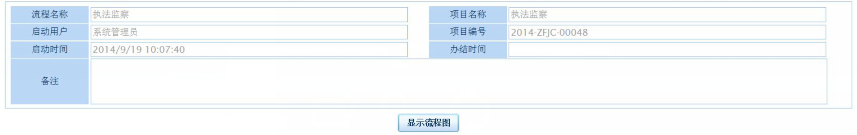 流程名称 执法监察 项目名称 执法监察
启动用户 系统管理员 项目编号 2014-ZFJC-00048
启动时间 2014/9/19 10:07:40 办结时间
备注
显示流程图